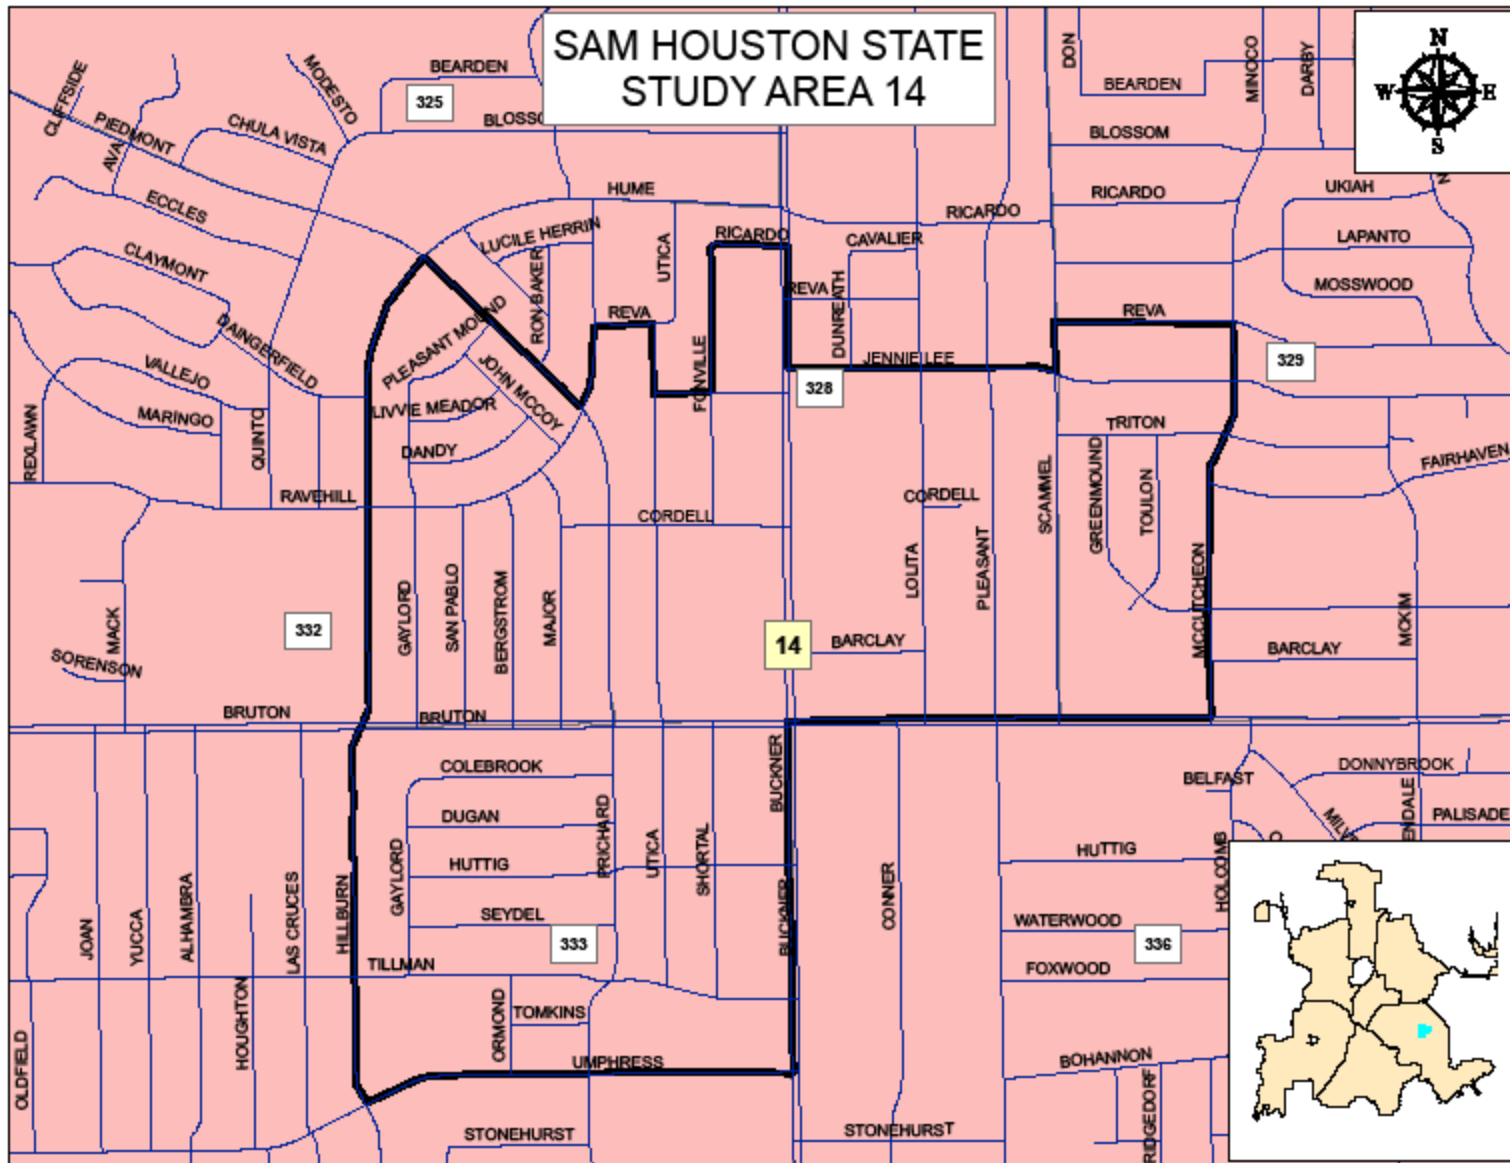 SAM HOUSTON STATE
STUDY AREA 14
N
W E
S
DON
MINOCO
DARBY
CLIFFSIDE
MODESTO
BEARDEN
325
BEARDEN
PIEDMONT
AVA
CHULA VISTA
BLOSSO
BLOSSOM
N
ECCLES
HUME
RICARDO
RICARDO
UKIAH
CLAYMONT
LUCILE HERRIN
UTICA
RICARDO
CAVALIER
LAPANTO
RON BAKER
REVA
MOSSWOOD
DAINGERFIELD
PLEASANT MOUND
REVA
DUNREATH
REVA
VALLEJO
JOHN MCCOY
FONVILLE
JENNIE LEE
328
329
MARINGO
LIVVIE MEADOR
REXLAWN
QUINTO
DANDY
TRITON
FAIRHAVEN
RAVEHILL
CORDELL
CORDELL
SCAMMEL
GREENMOUND
TOULON
LOLITA
PLEASANT
MCCUTCHEON
MACK
332
GAYLORD
SAN PABLO
BERGSTROM
MAJOR
14
BARCLAY
MCKIM
BARCLAY
SORENSON
BRUTON
BRUTON
COLEBROOK
BUCKNER
BELFAST
DONNYBROOK
DUGAN
PRICHARD
ENDALE
PALISADE
HUTTIG
UTICA
SHORTAL
HUTTIG
HOLCOMB
O
JOAN
YUCCA
ALHAMBRA
LAS CRUCES
HILLBURN
GAYLORD
SEYDEL
BUCKNER
CONNER
WATERWOOD
333
336
TILLMAN
FOXWOOD
HOUGHTON
ORMOND
TOMKINS
OLDFIELD
UMPHRESS
BOHANNON
STONEHURST
STONEHURST
RIDGEDORF